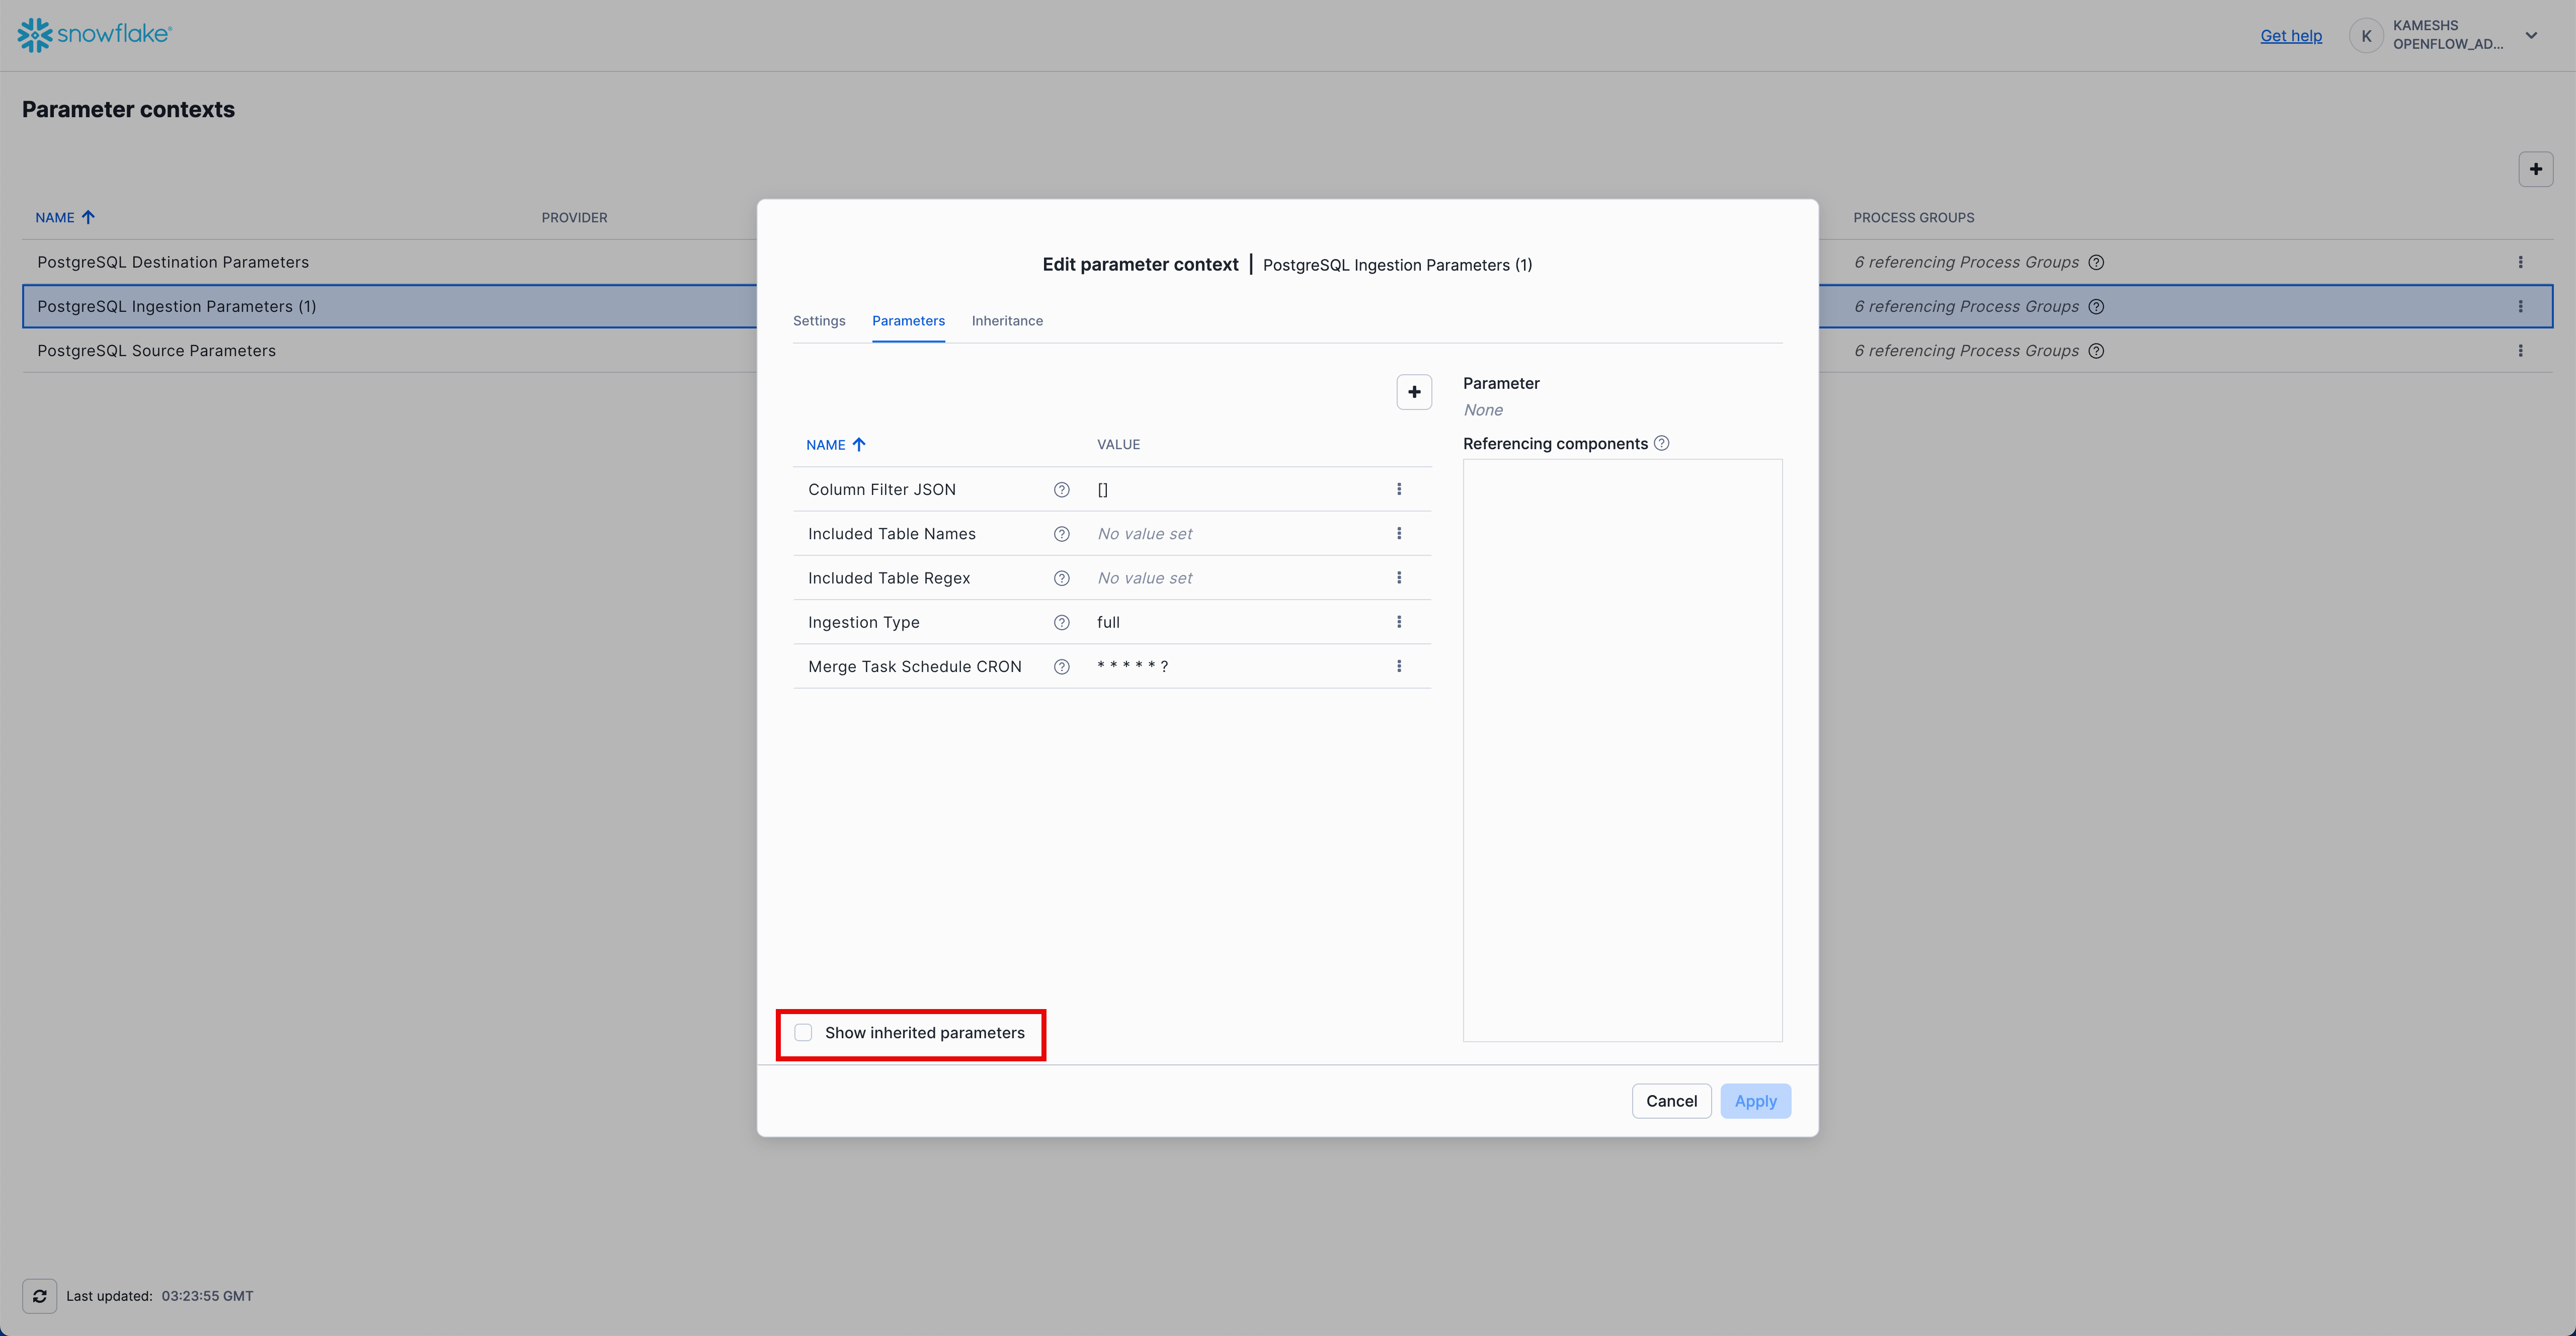 snowflake®
Get help
K
KAMESHS
OPENFLOW_AD...
Parameter contexts
NAME
PROVIDER
PROCESS GROUPS
PostgreSQL Destination Parameters
6 referencing Process Groups
PostgreSQL Ingestion Parameters (1)
6 referencing Process Groups
PostgreSQL Source Parameters
6 referencing Process Groups
Edit parameter context | PostgreSQL Ingestion Parameters (1)
Settings
Parameters
Inheritance
NAME
VALUE
Column Filter JSON
[]
Included Table Names
No value set
Included Table Regex
No value set
Ingestion Type
full
Merge Task Schedule CRON
* * * * * ?
Parameter
None
Referencing components
Show inherited parameters
Cancel
Apply
Last updated: 03:23:55 GMT